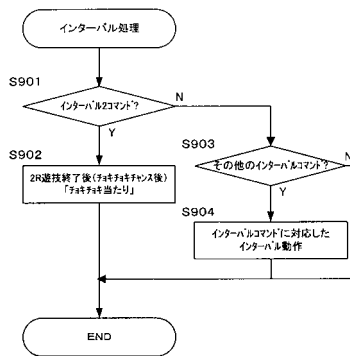 インターバル処理
S901
インターバル2コマンド?
N
Y
S902
2R遊技終了後(チョキチョキチャンス後)
「チョキチョキ当たり」
S903
その他のインターバルコマンド?
N
Y
S904
インターバルコマンドに対応した
インターバル動作
END